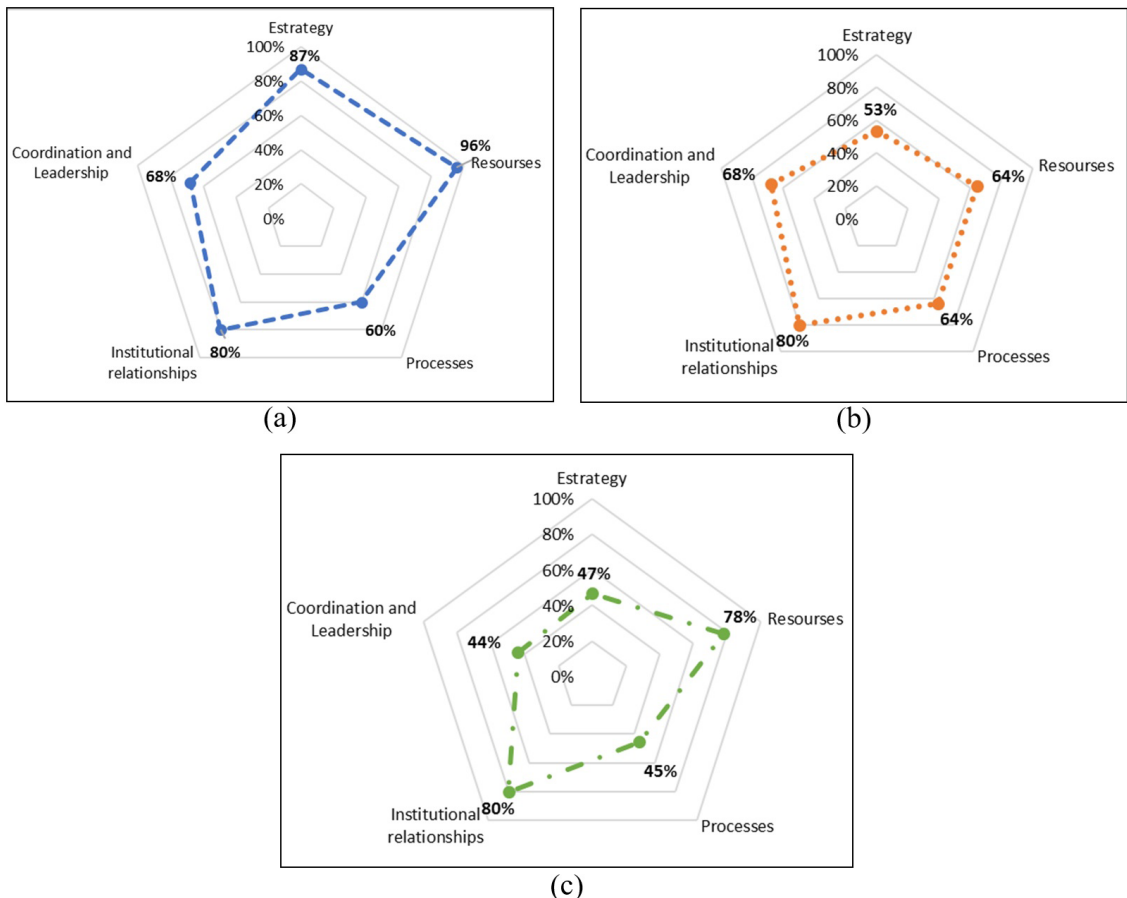 Estrategy
100%
87%
80%
60%
40%
20%
0%
96%
Resourses
Coordination and
Leadership
68%
60%
Processes
80%
Institutional
relationships
(a)
Estrategy
100%
80%
60%
53%
40%
20%
0%
64%
Resourses
Coordination and
Leadership
68%
64%
Processes
80%
Institutional
relationships
(b)
Estrategy
100%
80%
60%
47%
40%
20%
0%
78%
Resourses
Coordination and
Leadership
44%
45%
Processes
80%
Institutional
relationships
(c)